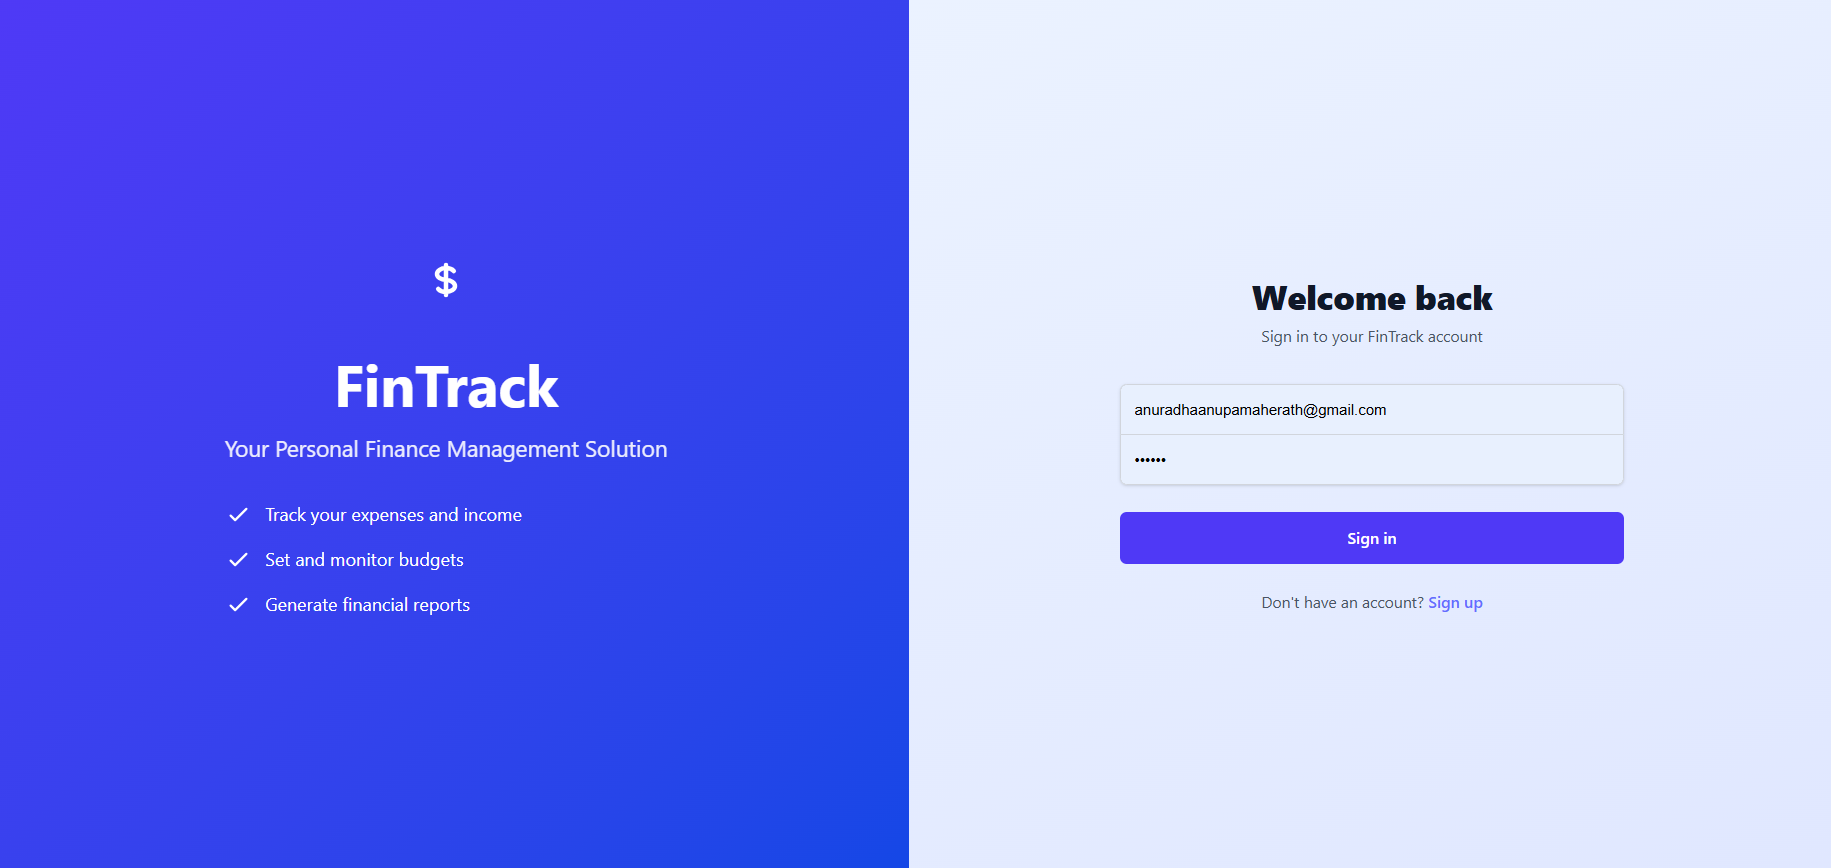 $
FinTrack
Your Personal Finance Management Solution
Track your expenses and income
Set and monitor budgets
Generate financial reports
Welcome back
Sign in to your FinTrack account
anuradhaanupamaherath@gmail.com
••••••
Sign in
Don't have an account? Sign up